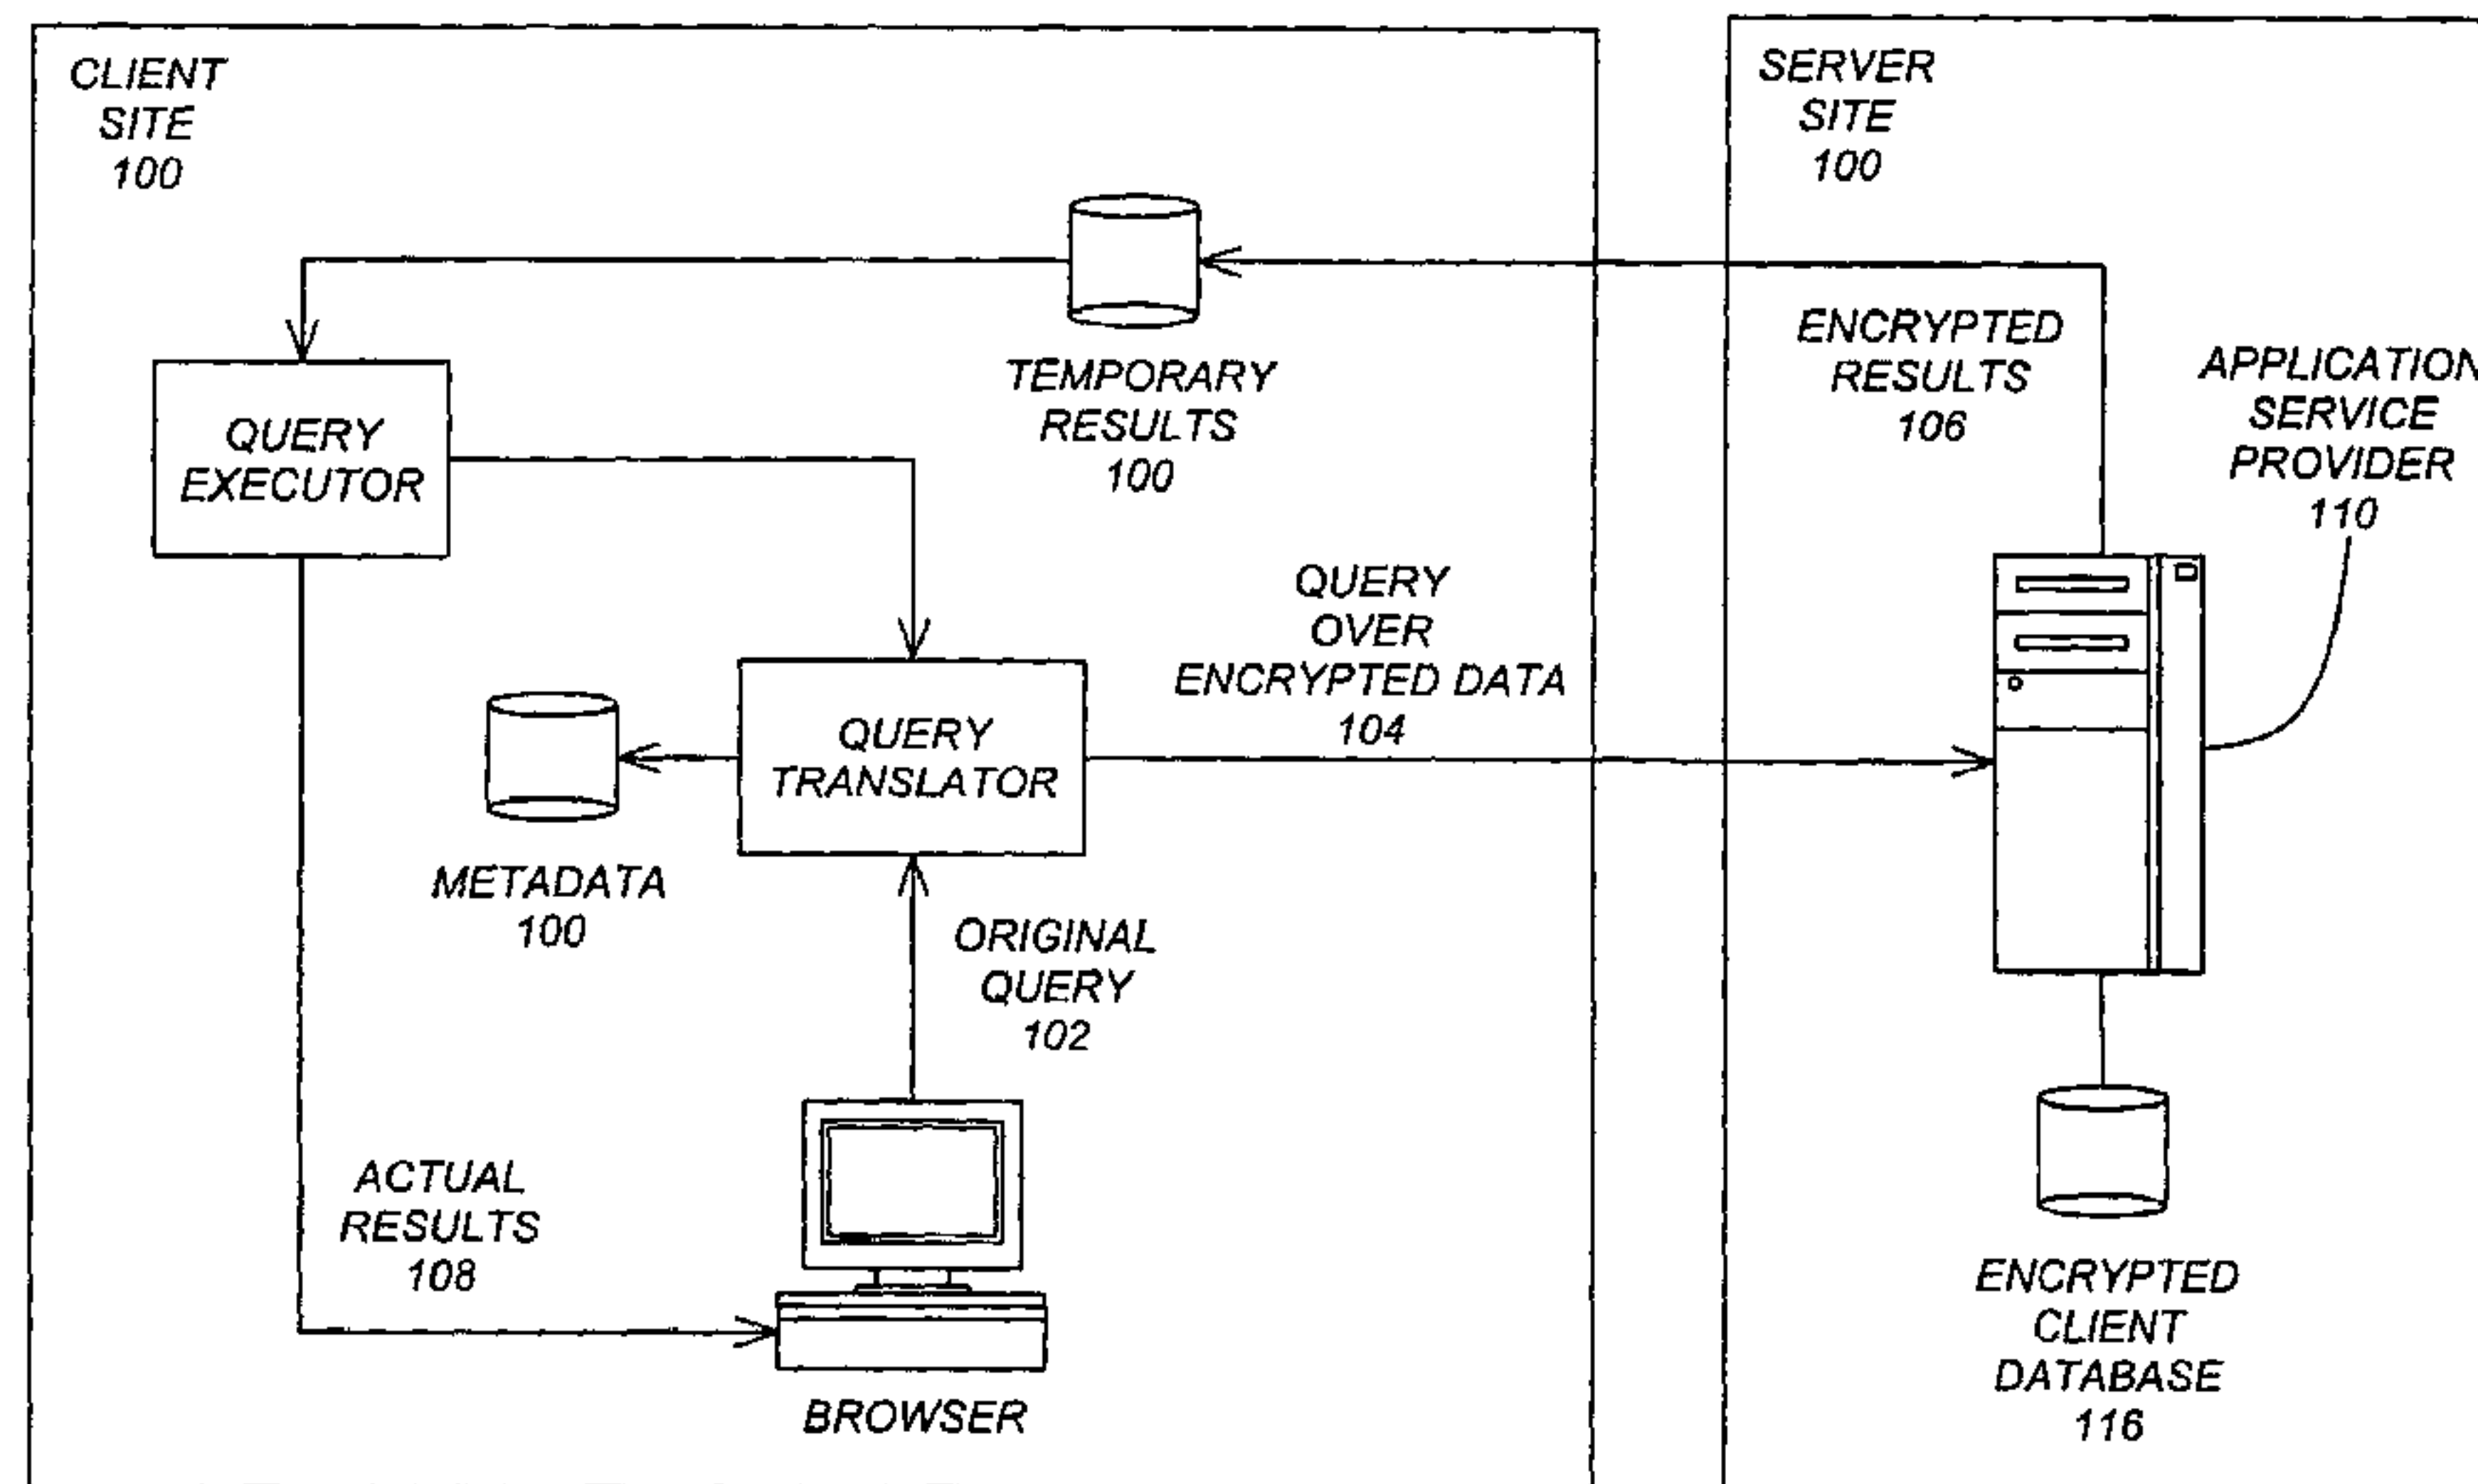 CLIENT
SITE
100
SERVER
SITE
100
TEMPORARY
RESULTS
100
ENCRYPTED
RESULTS
106
APPLICATION
SERVICE
PROVIDER
110
QUERY
EXECUTOR
QUERY
OVER
ENCRYPTED DATA
104
QUERY
TRANSLATOR
METADATA
100
ORIGINAL
QUERY
102
ACTUAL
RESULTS
108
BROWSER
ENCRYPTED
CLIENT
DATABASE
116